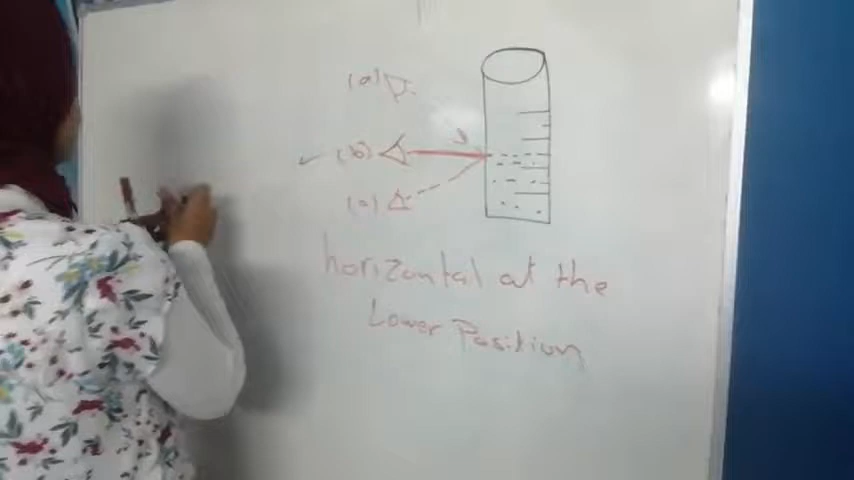 (a)
(b)
(c)
horizontal at the
Lower Position